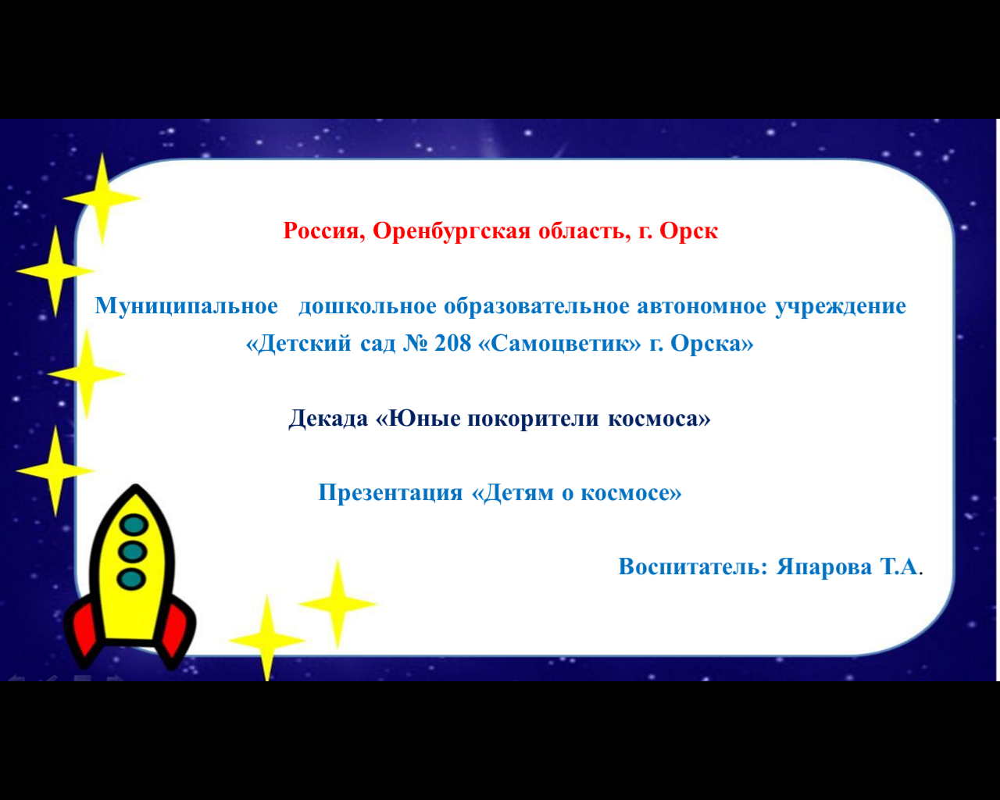 Россия, Оренбургская область, г. Орск
Муниципальное дошкольное образовательное автономное учреждение
«Детский сад № 208 «Самоцветик» г. Орска»
Декада «Юные покорители космоса»
Презентация «Детям о космосе»
Воспитатель: Япарова Т.А.